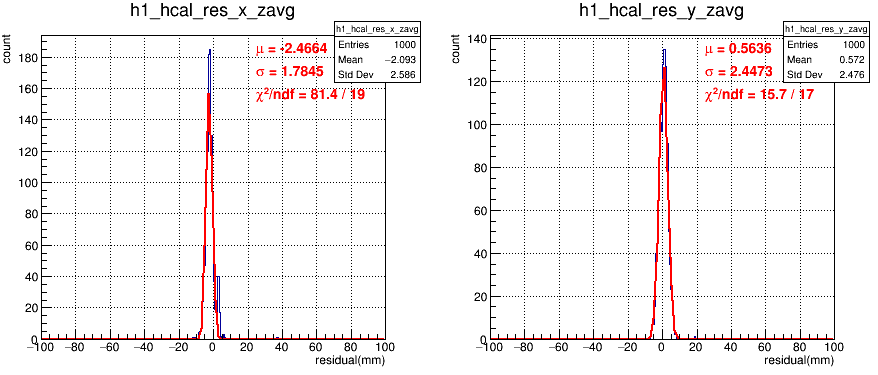 h1_hcal_res_x_zavg
h1_hcal_res_x_zavg
Entries 1000
Mean −2.093
Std Dev 2.586
μ = -2.4664
σ = 1.7845
χ²/ndf = 81.4 / 19
count
180
160
140
120
100
80
60
40
20
0
−100 −80 −60 −40 −20 0 20 40 60 80 100
residual(mm)
h1_hcal_res_y_zavg
h1_hcal_res_y_zavg
Entries 1000
Mean 0.572
Std Dev 2.476
μ = 0.5636
σ = 2.4473
χ²/ndf = 15.7 / 17
count
140
120
100
80
60
40
20
0
−100 −80 −60 −40 −20 0 20 40 60 80 100
residual(mm)